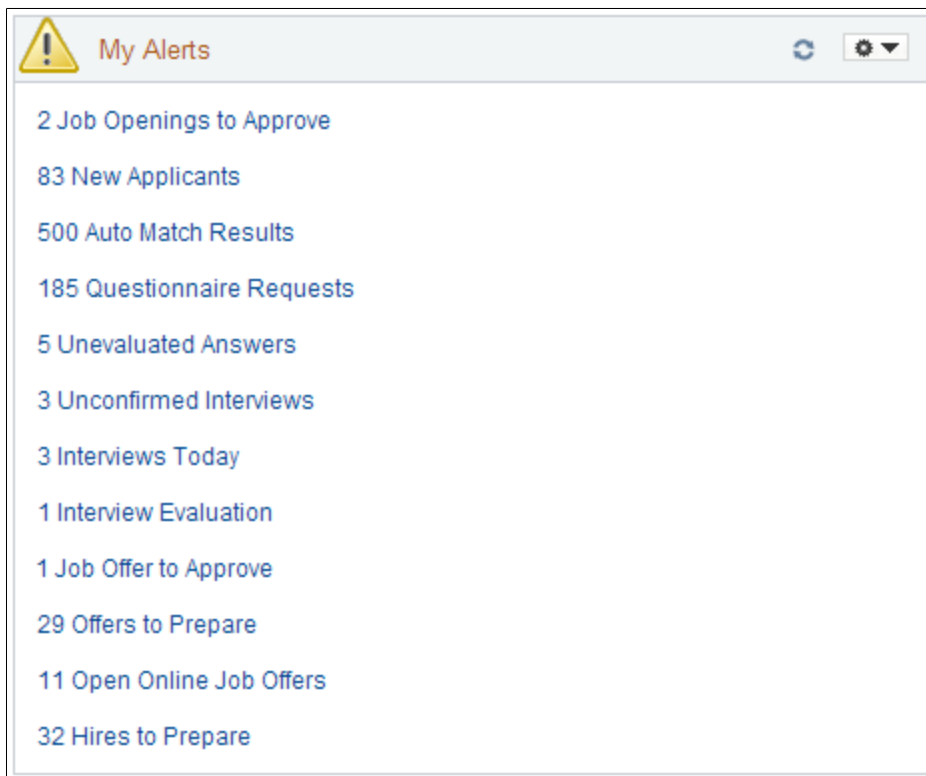 My Alerts
2 Job Openings to Approve
83 New Applicants
500 Auto Match Results
185 Questionnaire Requests
5 Unevaluated Answers
3 Unconfirmed Interviews
3 Interviews Today
1 Interview Evaluation
1 Job Offer to Approve
29 Offers to Prepare
11 Open Online Job Offers
32 Hires to Prepare